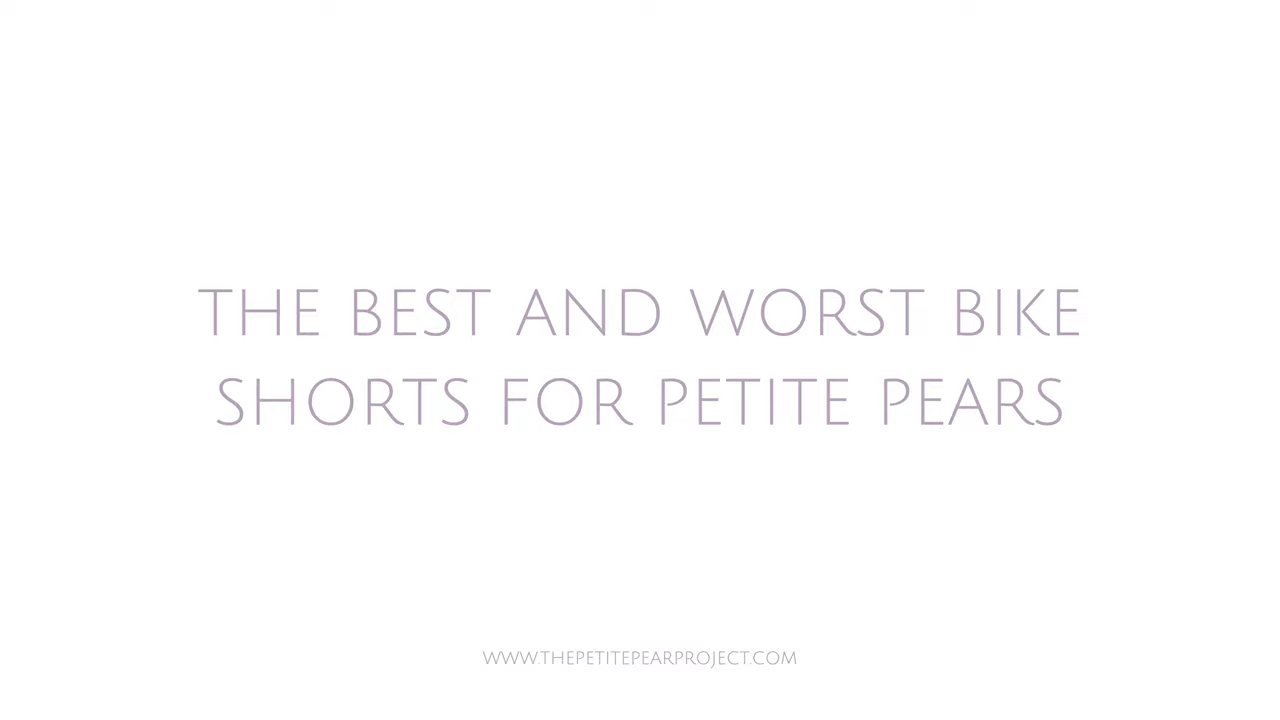 THE BEST AND WORST BIKE
SHORTS FOR PETITE PEARS
WWW.THEPETITEPEARPROJECT.COM